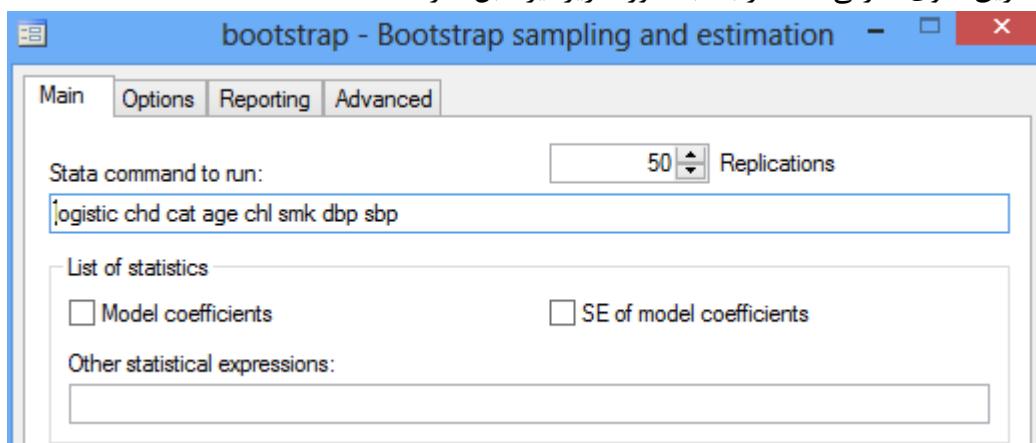 bootstrap - Bootstrap sampling and estimation
Main Options Reporting Advanced
50 Replications
Stata command to run:
logistic chd cat age chl smk dbp sbp
List of statistics
Model coefficients SE of model coefficients
Other statistical expressions: